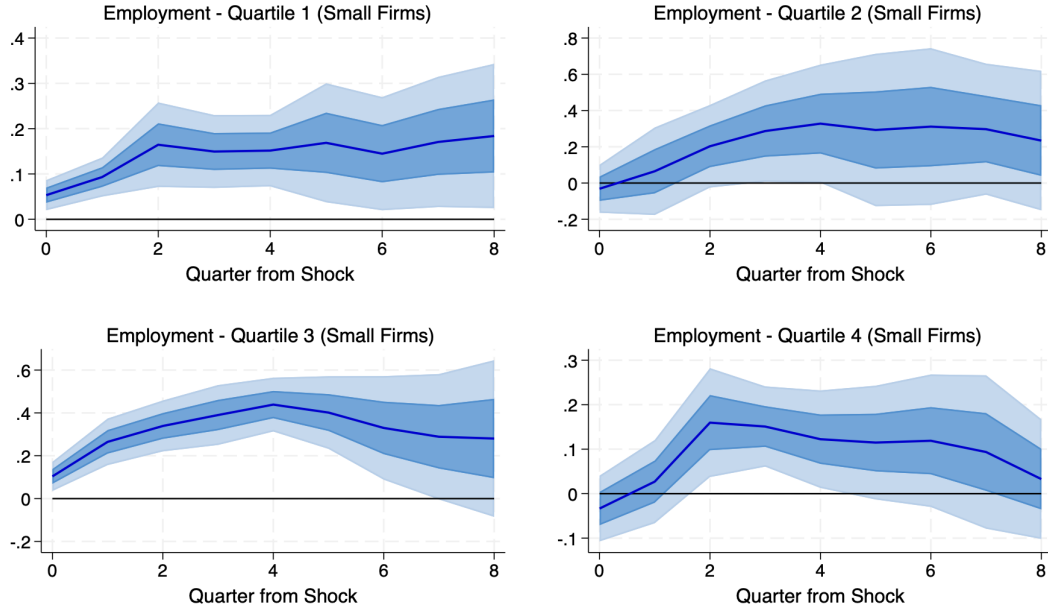 Employment - Quartile 1 (Small Firms)
.4
.3
.2
.1
0
0 2 4 6 8
Quarter from Shock
Employment - Quartile 2 (Small Firms)
.8
.6
.4
.2
0
-.2
0 2 4 6 8
Quarter from Shock
Employment - Quartile 3 (Small Firms)
.6
.4
.2
0
-.2
0 2 4 6 8
Quarter from Shock
Employment - Quartile 4 (Small Firms)
.3
.2
.1
0
-.1
0 2 4 6 8
Quarter from Shock